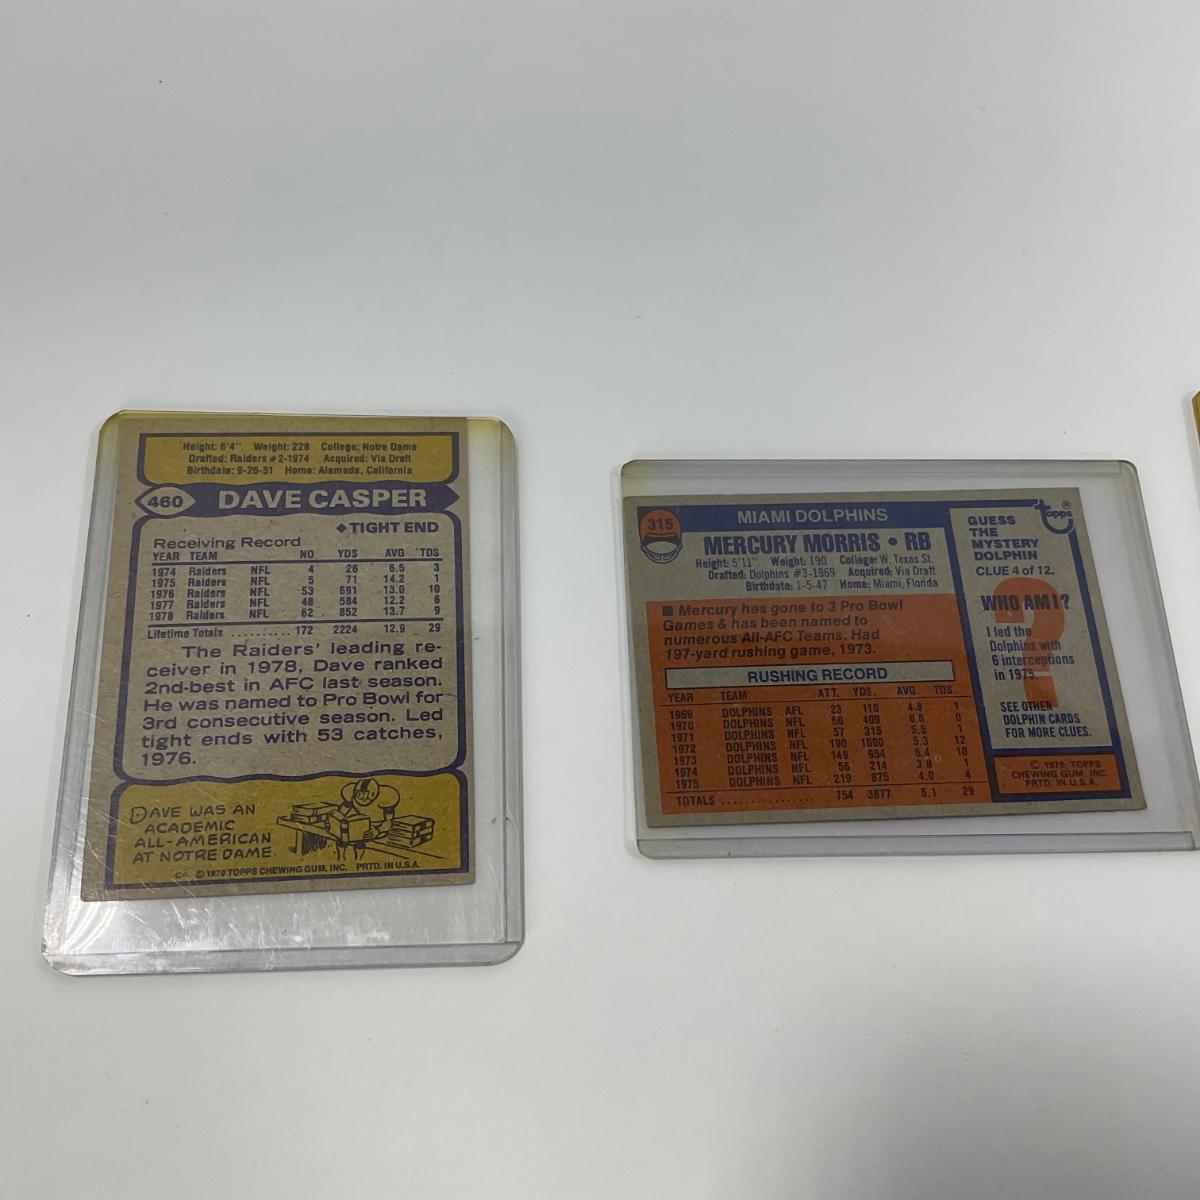 Height: 6'4" Weight: 228 College: Notre Dame
Drafted: Raiders #2-1974 Acquired: Via Draft
Birthdate: 9-26-51 Home: Alameda, California
460 DAVE CASPER
◆TIGHT END
Receiving Record
YEAR TEAM NO. YDS AVG TDS
1974 Raiders NFL 4 26 6.5 3
1975 Raiders NFL 5 71 14.2 1
1976 Raiders NFL 53 691 13.0 10
1977 Raiders NFL 48 584 12.2 6
1978 Raiders NFL 62 852 13.7 9
Lifetime Totals .......... 172 2224 12.9 29
The Raiders' leading re-
ceiver in 1978, Dave ranked
2nd-best in AFC last season.
He was named to Pro Bowl for
3rd consecutive season. Led
tight ends with 53 catches,
1976.
DAVE WAS AN
ACADEMIC
ALL-AMERICAN
AT NOTRE DAME
© 1979 TOPPS CHEWING GUM, INC. PRTD. IN U.S.A.
315 MIAMI DOLPHINS
MERCURY MORRIS • RB
Height: 5'11" Weight: 190 College: W. Texas St.
Drafted: Dolphins #3-1969 Acquired: Via Draft
Birthdate: 1-5-47 Home: Miami, Florida
■ Mercury has gone to 3 Pro Bowl
Games & has been named to
numerous All-AFC Teams. Had
197-yard rushing game, 1973.
RUSHING RECORD
YEAR TEAM ATT. YDS. AVG. TDS.
1969 DOLPHINS AFL 23 110 4.8 1
1970 DOLPHINS NFL 60 409 6.8 0
1971 DOLPHINS NFL 57 315 5.5 1
1972 DOLPHINS NFL 190 1000 5.3 12
1973 DOLPHINS NFL 149 954 6.4 10
1974 DOLPHINS NFL 56 214 3.8 1
1975 DOLPHINS NFL 219 875 4.0 4
TOTALS ................ 754 3877 5.1 29
topps®
GUESS
THE
MYSTERY
DOLPHIN
CLUE 4 of 12.
?
WHO AM I?
I led the
Dolphins with
6 interceptions
in 1975.
SEE OTHER
DOLPHIN CARDS
FOR MORE CLUES.
© 1976 TOPPS
CHEWING GUM, INC.
PRTD. IN U.S.A.